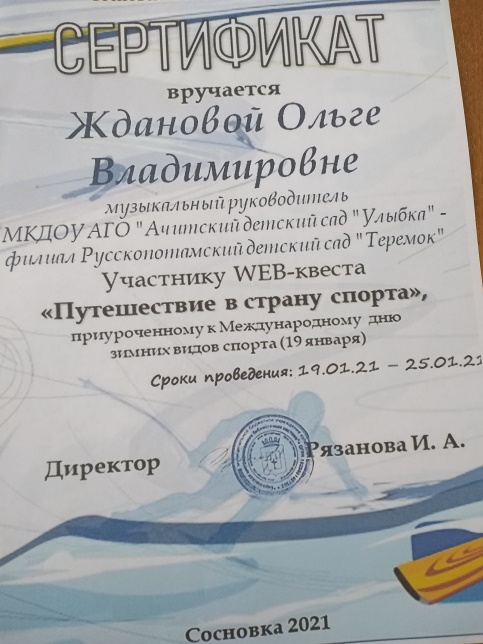 СЕРТИФИКАТ
вручается
Ждановой Ольге
Владимировне
музыкальный руководитель
МКДОУ АГО "Ачитский детский сад "Улыбка" -
филиал Русскопотамский детский сад "Теремок"
Участнику WEB-квеста
«Путешествие в страну спорта»,
приуроченному к Международному дню
зимних видов спорта (19 января)
Сроки проведения: 19.01.21 – 25.01.21
Директор
Рязанова И. А.
Сосновка 2021